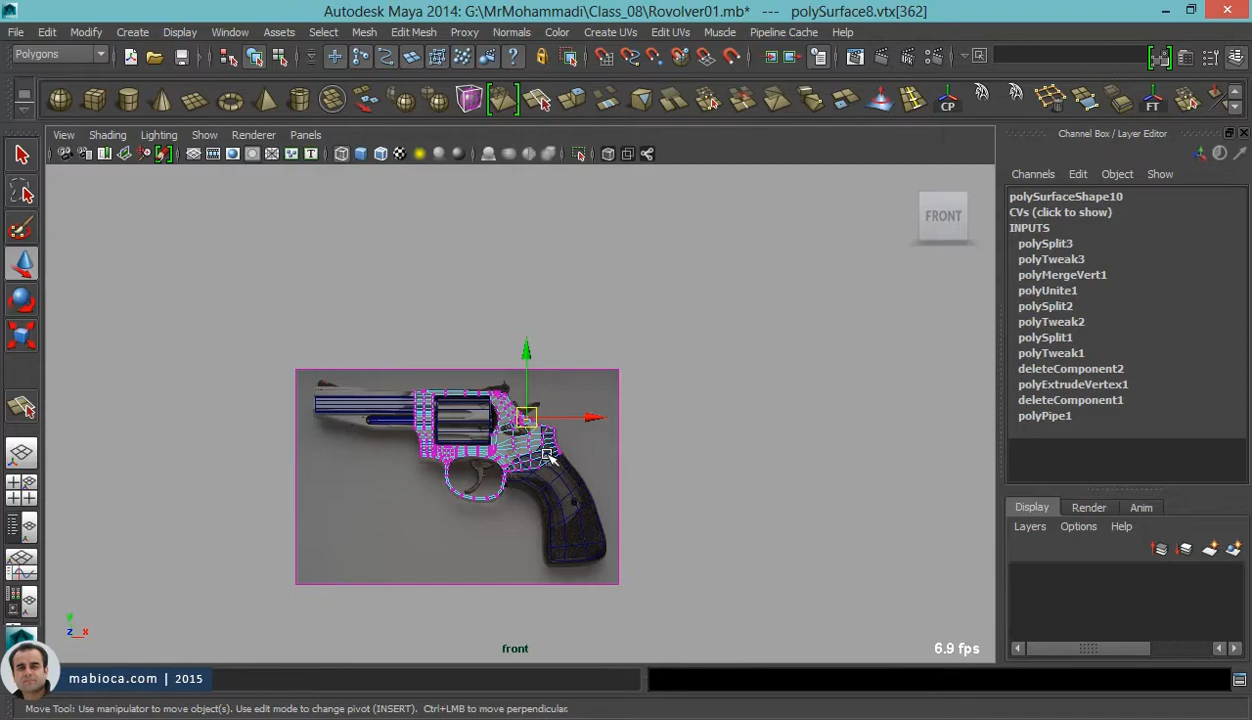 Autodesk Maya 2014: G:\MrMohammadi\Class_08\Rovolver01.mb* --- polySurface8.vtx[362]
File Edit Modify Create Display Window Assets Select Mesh Edit Mesh Proxy Normals Color Create UVs Edit UVs Muscle Pipeline Cache Help
Polygons
CP
FT
View Shading Lighting Show Renderer Panels
Channel Box / Layer Editor
Channels Edit Object Show
polySurfaceShape10
CVs (click to show)
INPUTS
polySplit3
polyTweak3
polyMergeVert1
polyUnite1
polySplit2
polyTweak2
polySplit1
polyTweak1
deleteComponent2
polyExtrudeVertex1
deleteComponent1
polyPipe1
FRONT
Display Render Anim
Layers Options Help
y
z x
front
6.9 fps
mabioca.com | 2015
Move Tool: Use manipulator to move object(s). Use edit mode to change pivot (INSERT). Ctrl+LMB to move perpendicular.